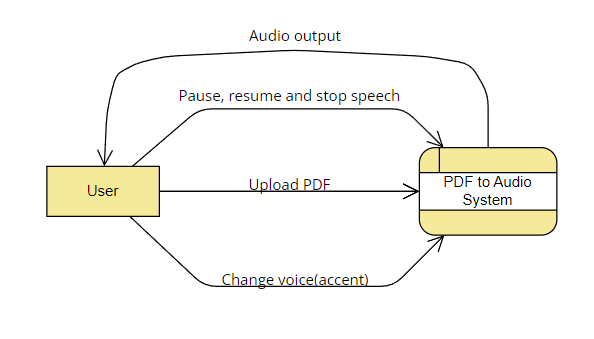 Audio output
Pause, resume and stop speech
User
Upload PDF
PDF to Audio
System
Change voice(accent)